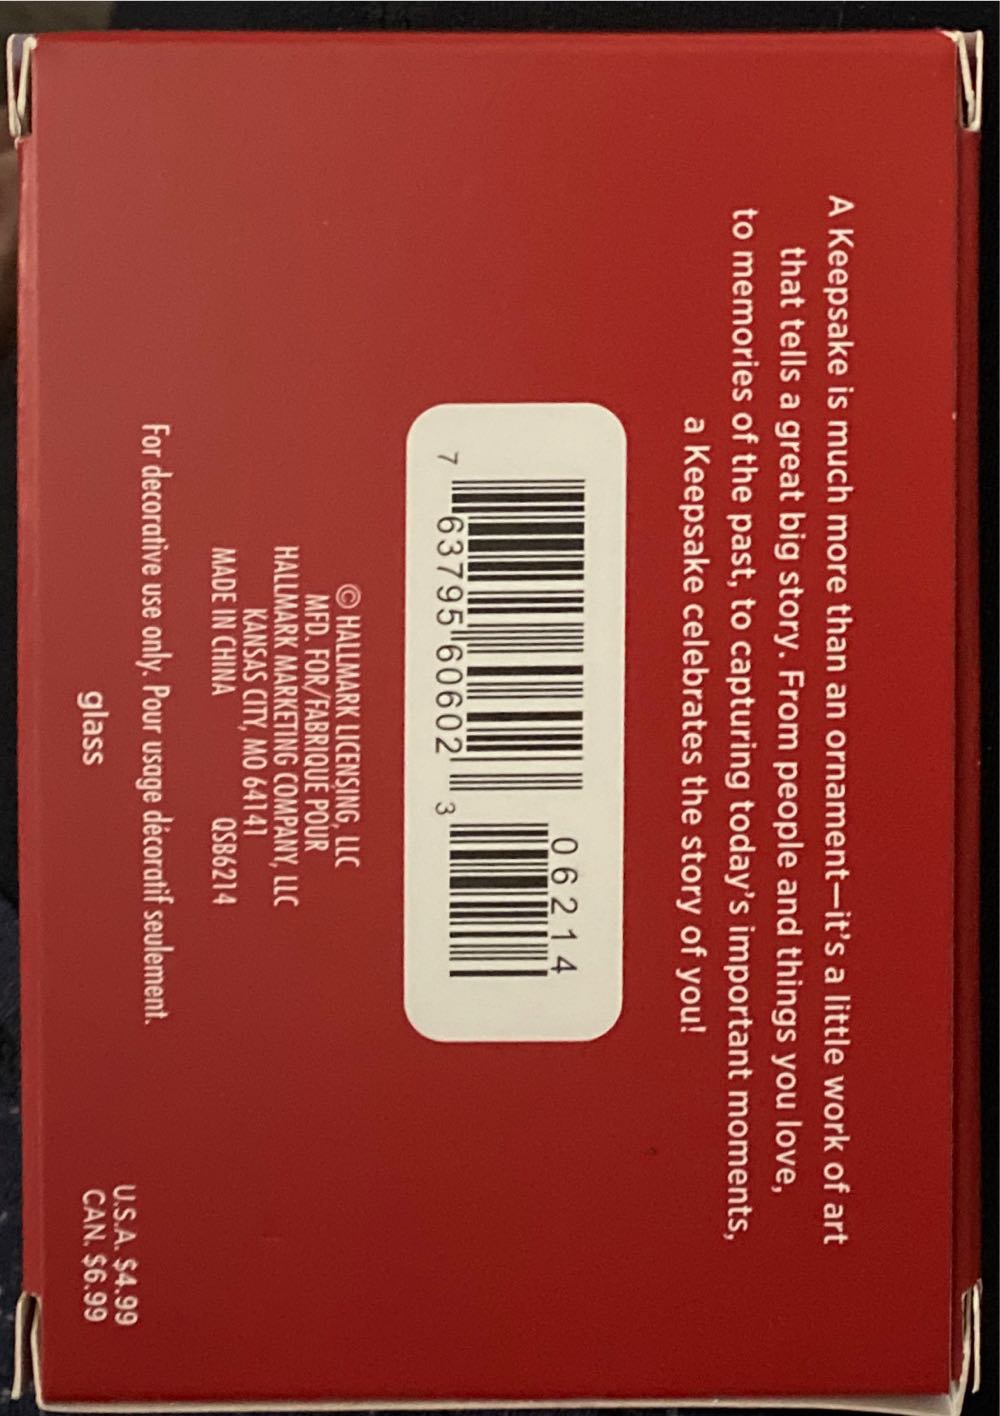 A Keepsake is much more than an ornament—it's a little work of art
that tells a great big story. From people and things you love,
to memories of the past, to capturing today's important moments,
a Keepsake celebrates the story of you!
06214
7 63795 60602 3
© HALLMARK LICENSING, LLC
MFD. FOR/FABRIQUÉ POUR
HALLMARK MARKETING COMPANY, LLC
KANSAS CITY, MO 64141
MADE IN CHINA QSB6214
For decorative use only. Pour usage décoratif seulement.
glass
U.S.A. $4.99
CAN. $6.99